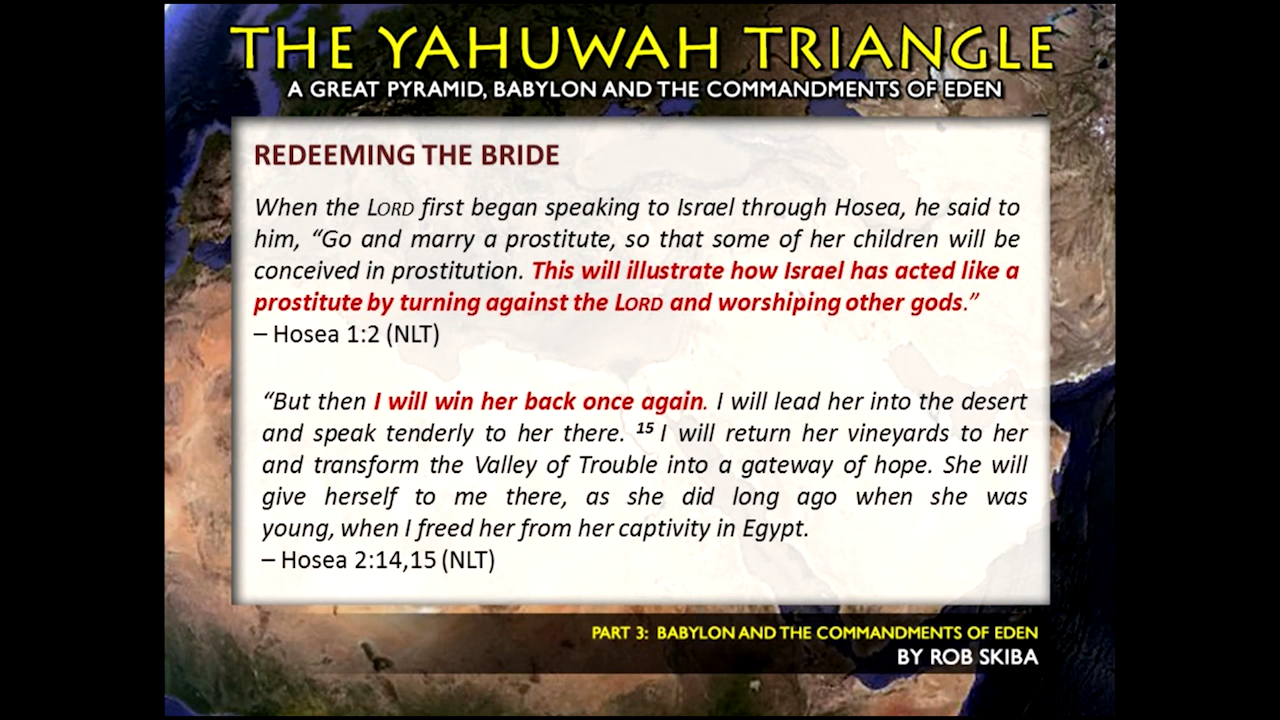 THE YAHUWAH TRIANGLE
A GREAT PYRAMID, BABYLON AND THE COMMANDMENTS OF EDEN
REDEEMING THE BRIDE
When the LORD first began speaking to Israel through Hosea, he said to
him, “Go and marry a prostitute, so that some of her children will be
conceived in prostitution. This will illustrate how Israel has acted like a
prostitute by turning against the LORD and worshiping other gods.”
– Hosea 1:2 (NLT)
“But then I will win her back once again. I will lead her into the desert
and speak tenderly to her there. 15 I will return her vineyards to her
and transform the Valley of Trouble into a gateway of hope. She will
give herself to me there, as she did long ago when she was
young, when I freed her from her captivity in Egypt.
– Hosea 2:14,15 (NLT)
PART 3: BABYLON AND THE COMMANDMENTS OF EDEN
BY ROB SKIBA